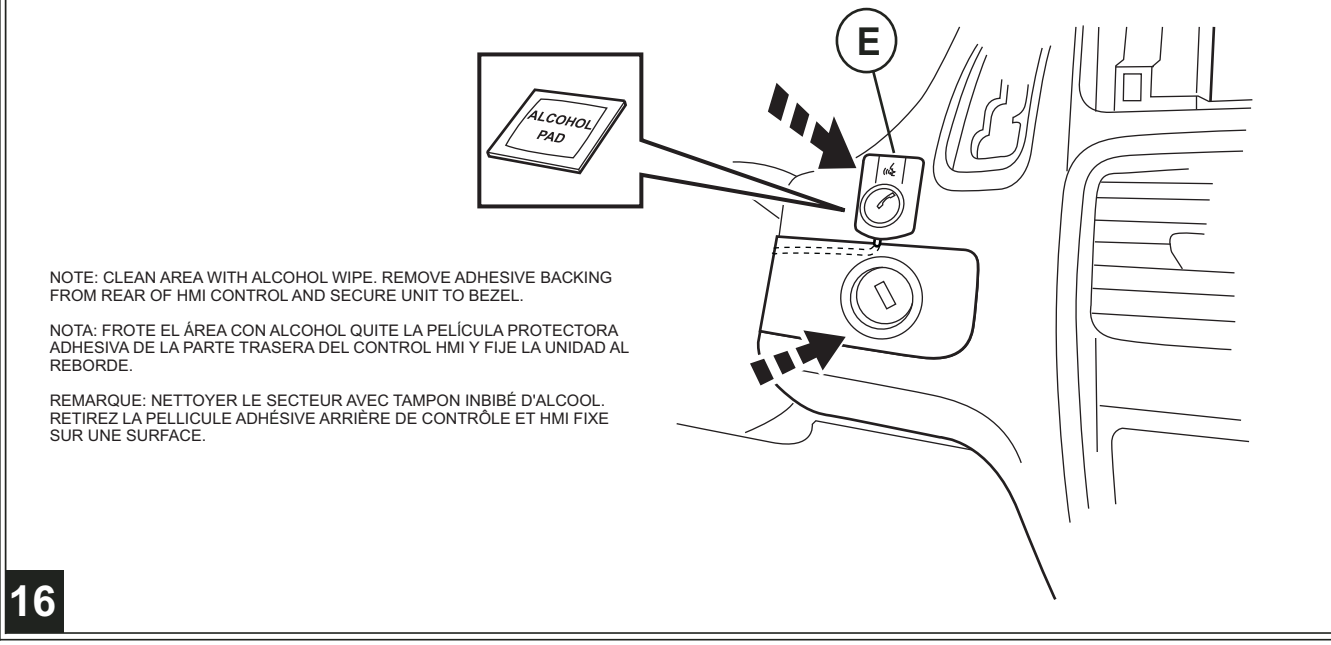 E
ALCOHOL
PAD
NOTE: CLEAN AREA WITH ALCOHOL WIPE. REMOVE ADHESIVE BACKING
FROM REAR OF HMI CONTROL AND SECURE UNIT TO BEZEL.
NOTA: FROTE EL ÁREA CON ALCOHOL QUITE LA PELÍCULA PROTECTORA
ADHESIVA DE LA PARTE TRASERA DEL CONTROL HMI Y FIJE LA UNIDAD AL
REBORDE.
REMARQUE: NETTOYER LE SECTEUR AVEC TAMPON INBIBÉ D'ALCOOL.
RETIREZ LA PELLICULE ADHÉSIVE ARRIÈRE DE CONTRÔLE ET HMI FIXE
SUR UNE SURFACE.
16